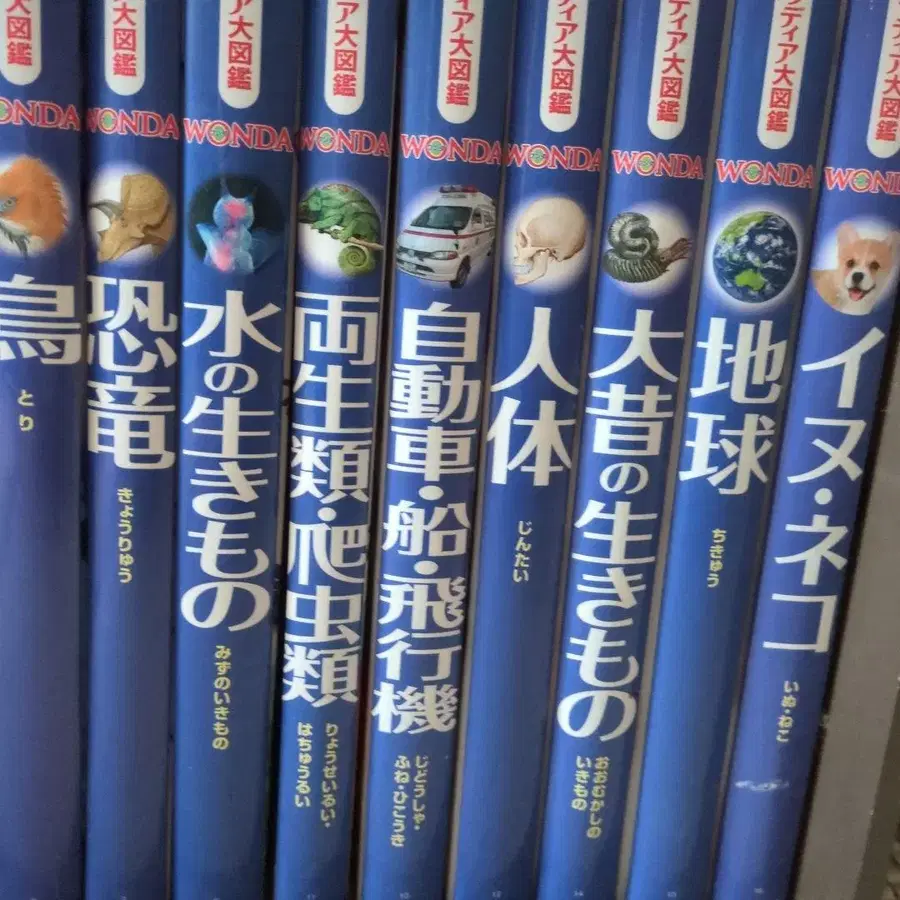 大図鑑
WONDA
鳥
とり
大図鑑
WONDA
恐竜
きょうりゅう
ア大図鑑
WONDA
水の生きもの
みずのいきもの
ィア大図鑑
WONDA
両生類・爬虫類
りょうせいるい・
はちゅうるい
ィア大図鑑
WONDA
自動車・船・飛行機
じどうしゃ・
ふね・ひこうき
ィア大図鑑
WONDA
人体
じんたい
ディア大図鑑
WONDA
大昔の生きもの
おおむかしの
いきもの
ディア大図鑑
WONDA
地球
ちきゅう
ィア大図鑑
WONDA
イヌ・ネコ
いぬ・ねこ